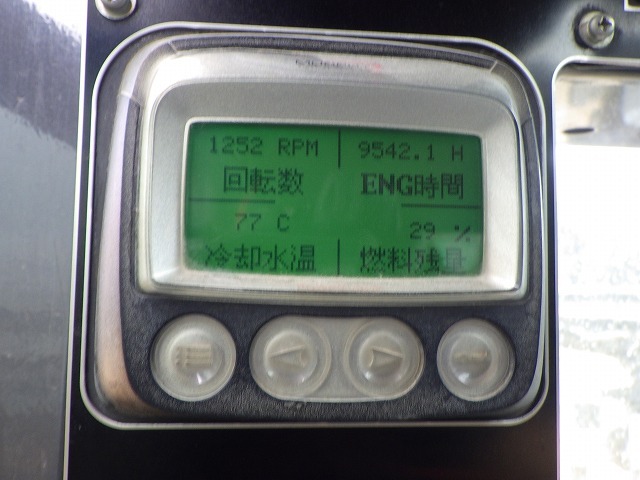 1252 RPM 9542.1 H
回転数 ENG時間
77 C 29 %
冷却水温 燃料残量